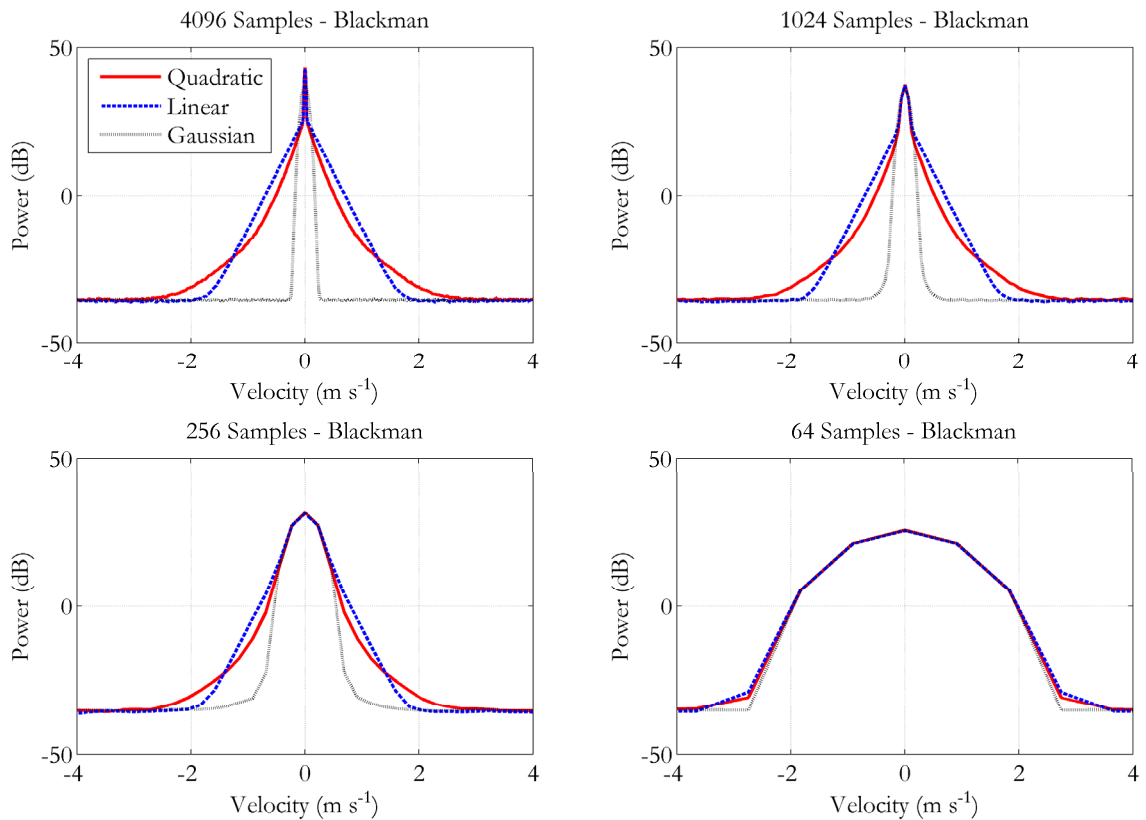 4096 Samples - Blackman
50
0
-50
Power (dB)
Quadratic
Linear
Gaussian
-4
-2
0
2
4
Velocity (m s-1)
1024 Samples - Blackman
50
0
-50
Power (dB)
-4
-2
0
2
4
Velocity (m s-1)
256 Samples - Blackman
50
0
-50
Power (dB)
-4
-2
0
2
4
Velocity (m s-1)
64 Samples - Blackman
50
0
-50
Power (dB)
-4
-2
0
2
4
Velocity (m s-1)